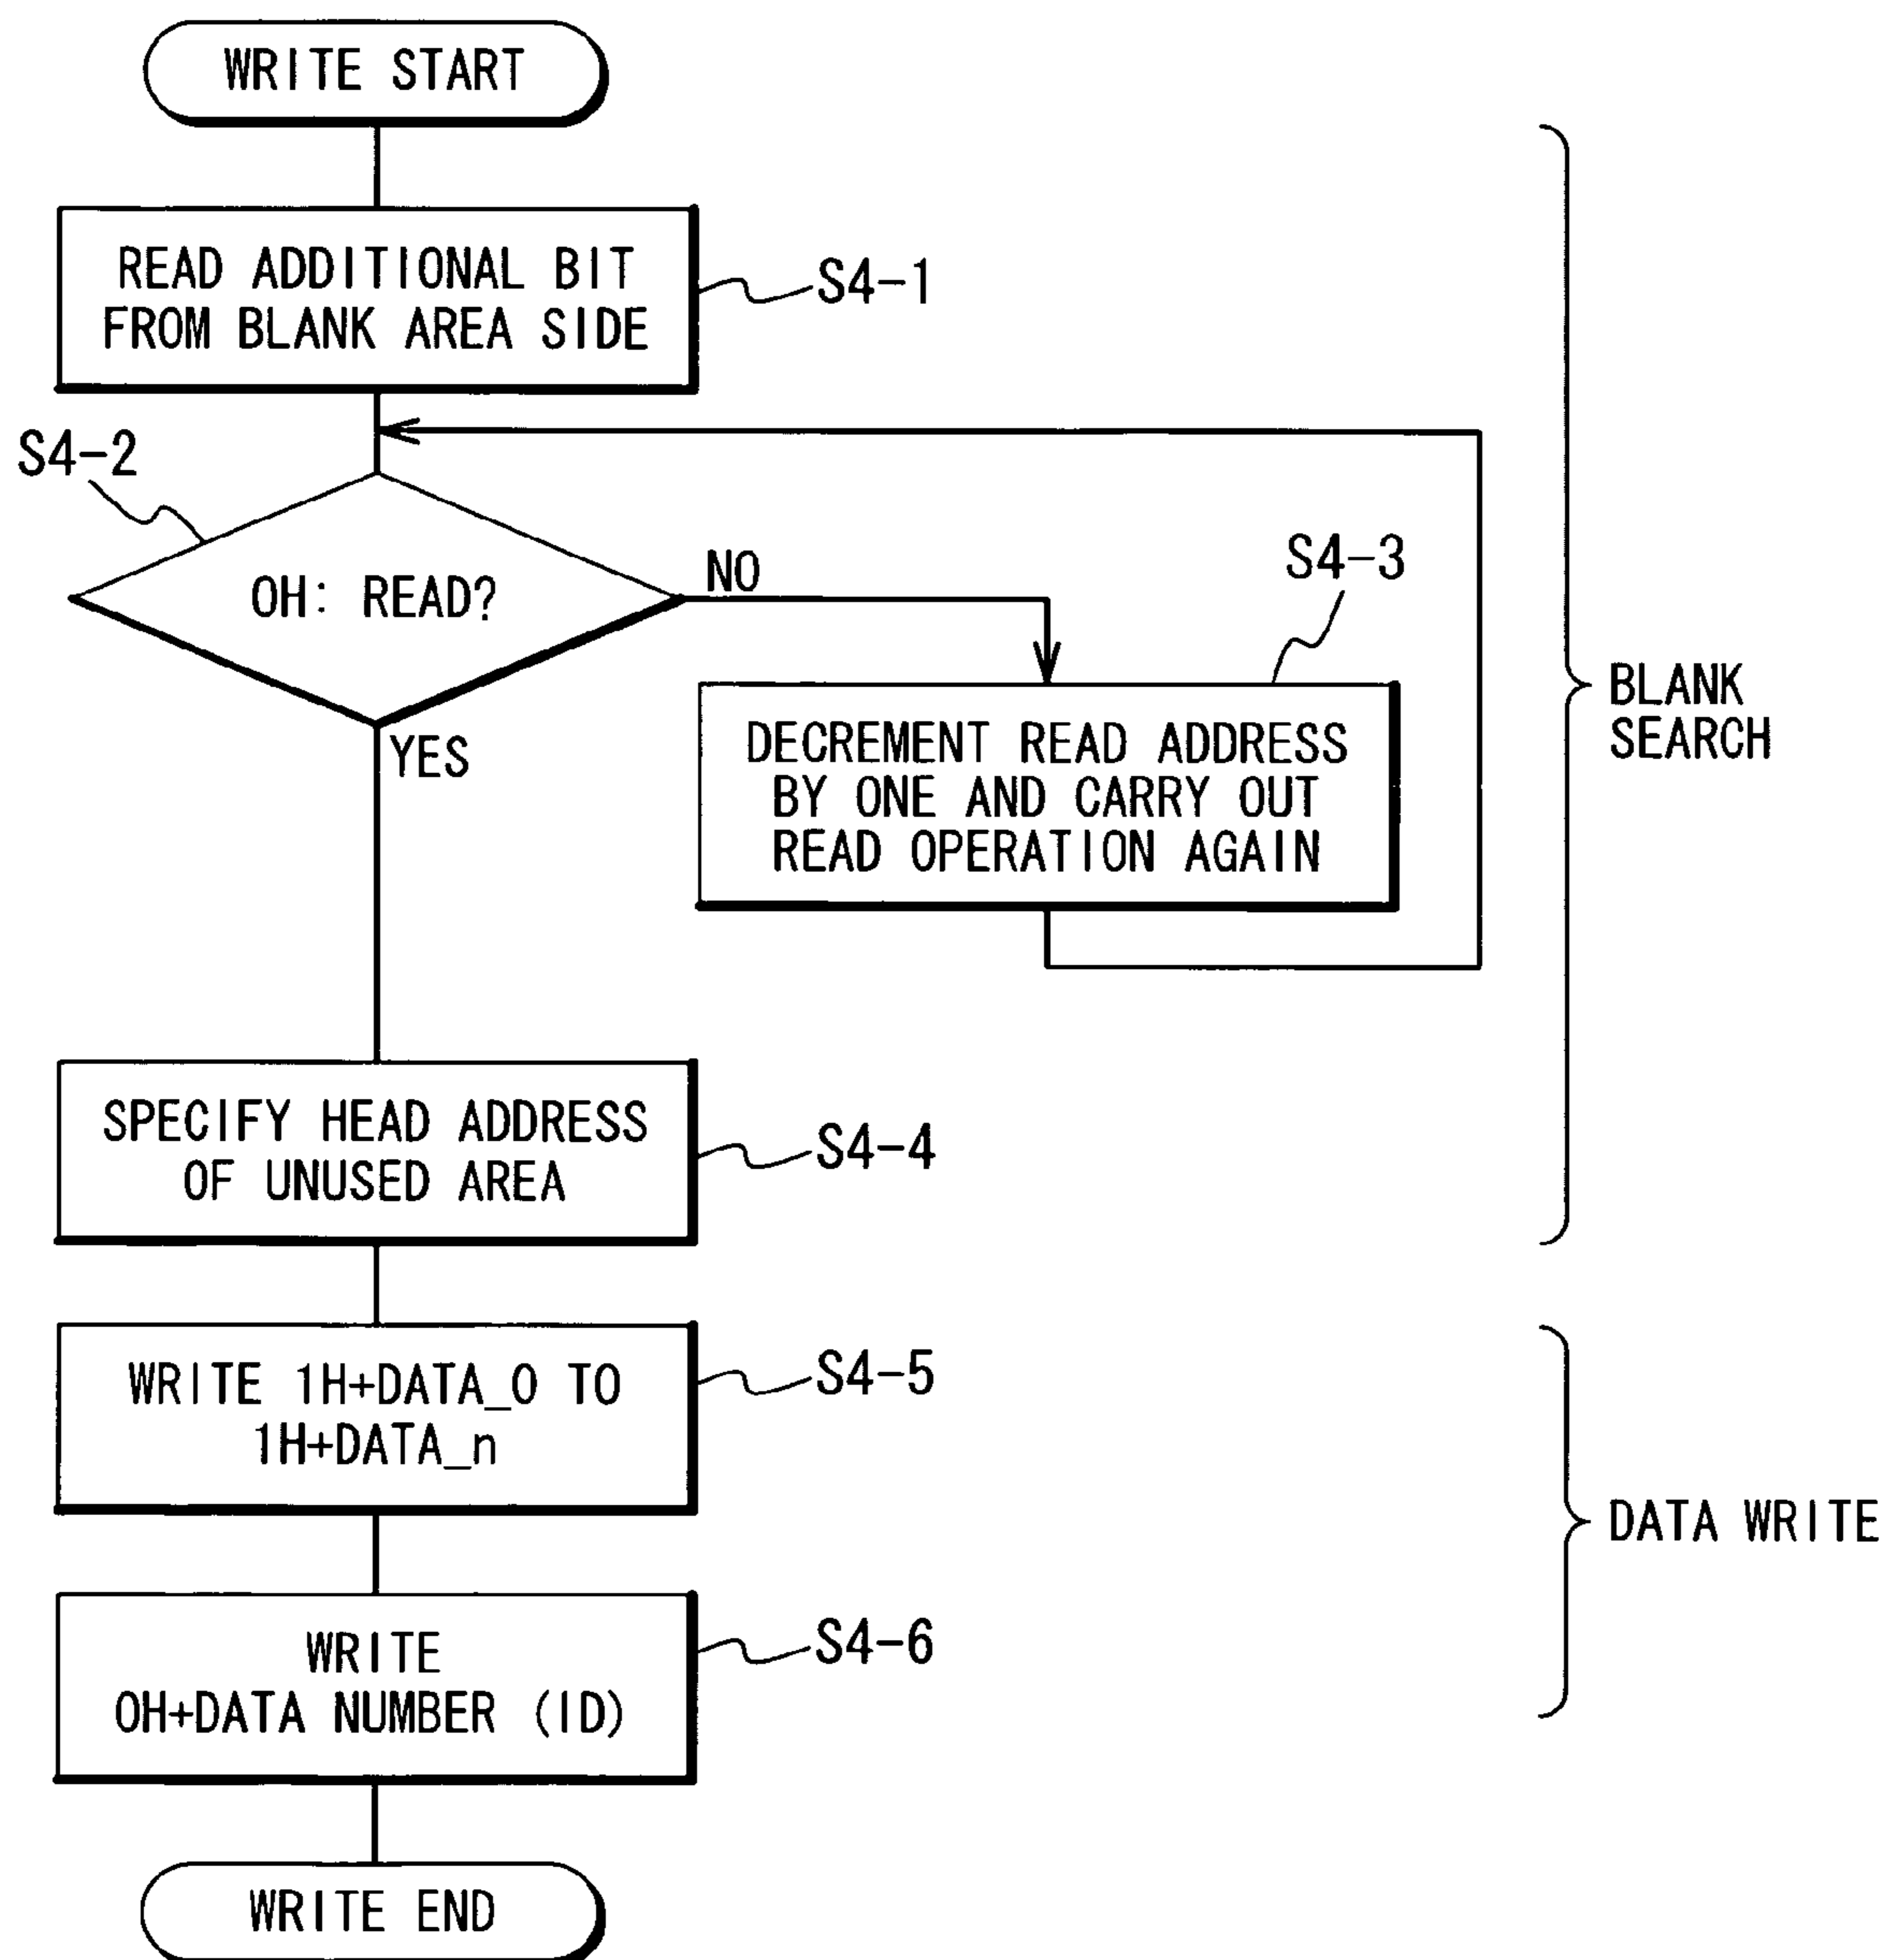 WRITE START
READ ADDITIONAL BIT
FROM BLANK AREA SIDE
S4-1
S4-2
0H: READ?
NO
YES
S4-3
DECREMENT READ ADDRESS
BY ONE AND CARRY OUT
READ OPERATION AGAIN
BLANK
SEARCH
SPECIFY HEAD ADDRESS
OF UNUSED AREA
S4-4
WRITE 1H+DATA_0 TO
1H+DATA_n
S4-5
DATA WRITE
WRITE
0H+DATA NUMBER (ID)
S4-6
WRITE END